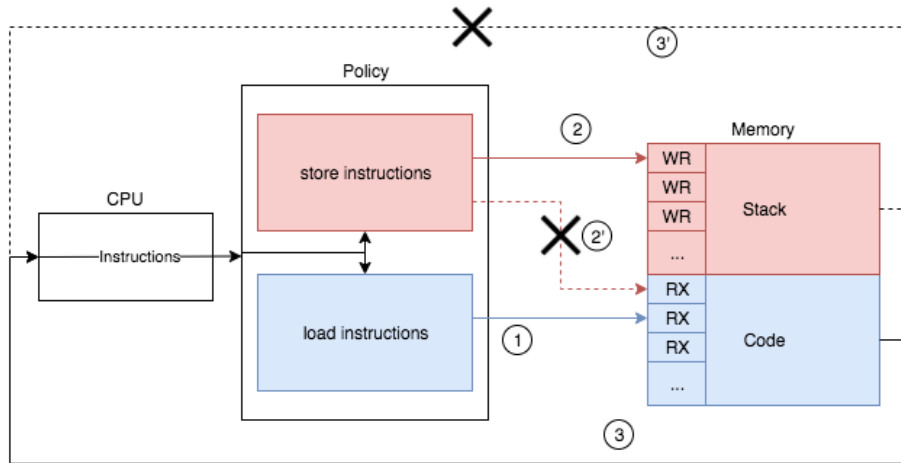 3'
Policy
2
Memory
store instructions
WR
WR
WR
...
Stack
CPU
Instructions
2'
load instructions
1
RX
RX
RX
...
Code
3